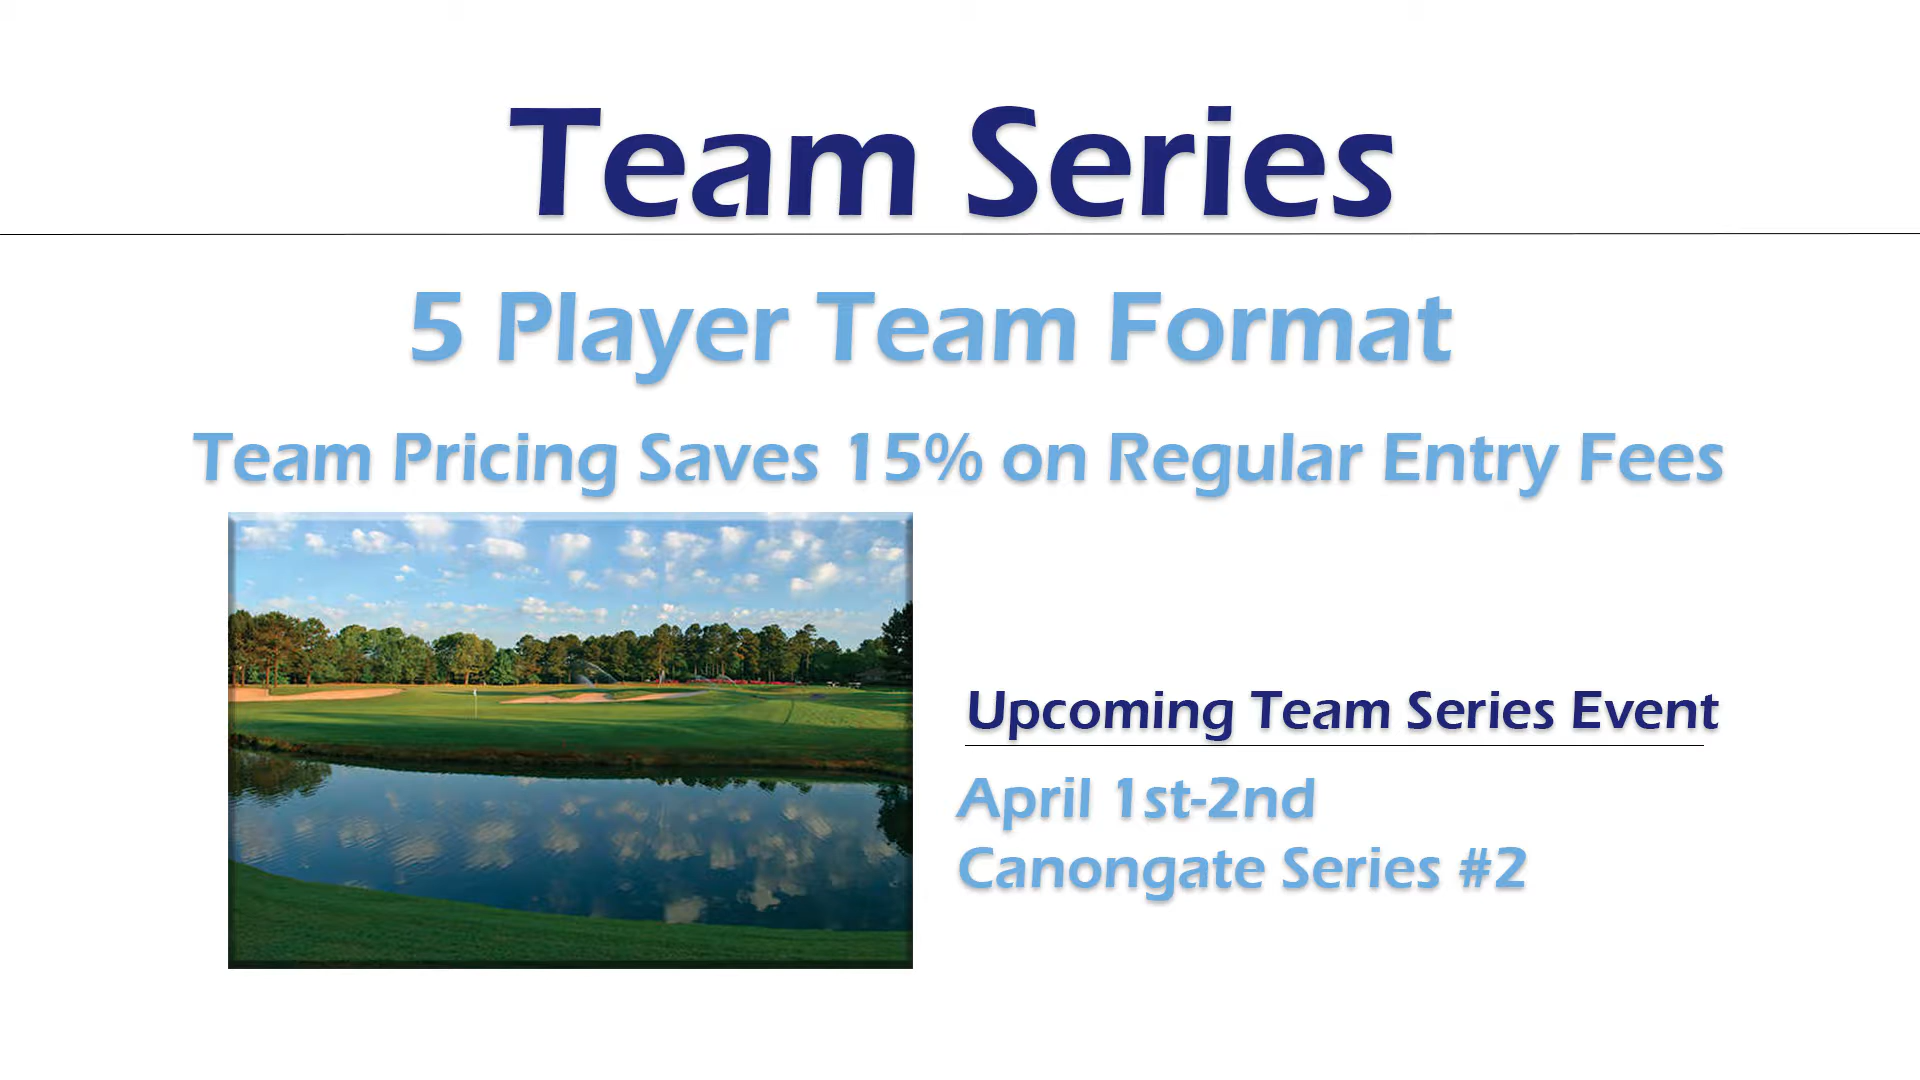 Team Series
5 Player Team Format
Team Pricing Saves 15% on Regular Entry Fees
Upcoming Team Series Event
April 1st-2nd
Canongate Series #2